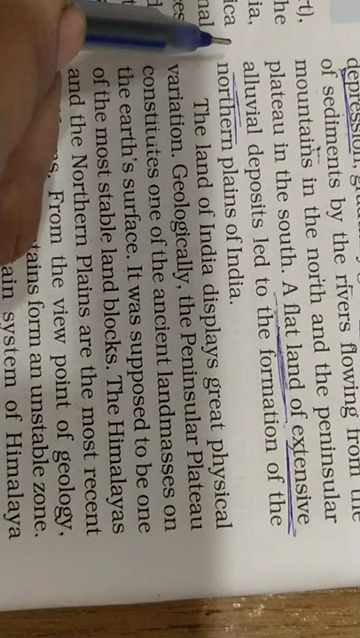 depression
of sediments by the rivers flowing from the
mountains in the north and the peninsular
plateau in the south. A flat land of extensive
alluvial deposits led to the formation of the
northern plains of India.
The land of India displays great physical
variation. Geologically, the Peninsular Plateau
constitutes one of the ancient landmasses on
the earth's surface. It was supposed to be one
of the most stable land blocks. The Himalayas
and the Northern Plains are the most recent
From the view point of geology,
form an unstable zone.
system of Himalaya